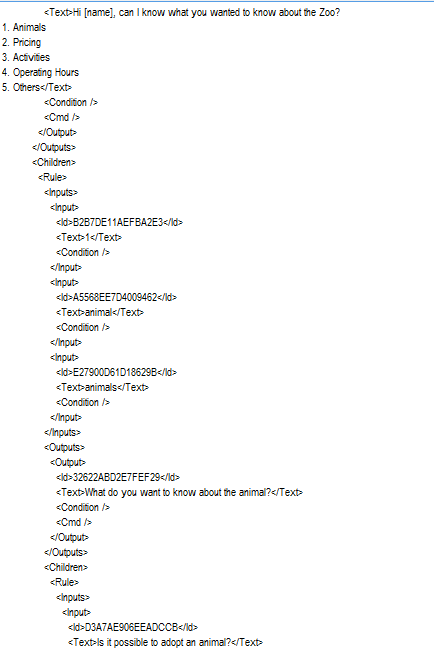 <Text>Hi [name], can I know what you wanted to know about the Zoo?
1. Animals
2. Pricing
3. Activities
4. Operating Hours
5. Others</Text>
<Condition />
<Cmd />
</Output>
</Outputs>
<Children>
<Rule>
<Inputs>
<Input>
<Id>B2B7DE11AEFBA2E3</Id>
<Text>1</Text>
<Condition />
</Input>
<Input>
<Id>A5568EE7D4009462</Id>
<Text>animal</Text>
<Condition />
</Input>
<Input>
<Id>E27900D61D18629B</Id>
<Text>animals</Text>
<Condition />
</Input>
</Inputs>
<Outputs>
<Output>
<Id>32622ABD2E7FEF29</Id>
<Text>What do you want to know about the animal?</Text>
<Condition />
<Cmd />
</Output>
</Outputs>
<Children>
<Rule>
<Inputs>
<Input>
<Id>D3A7AE906EEADCCB</Id>
<Text>Is it possible to adopt an animal?</Text>